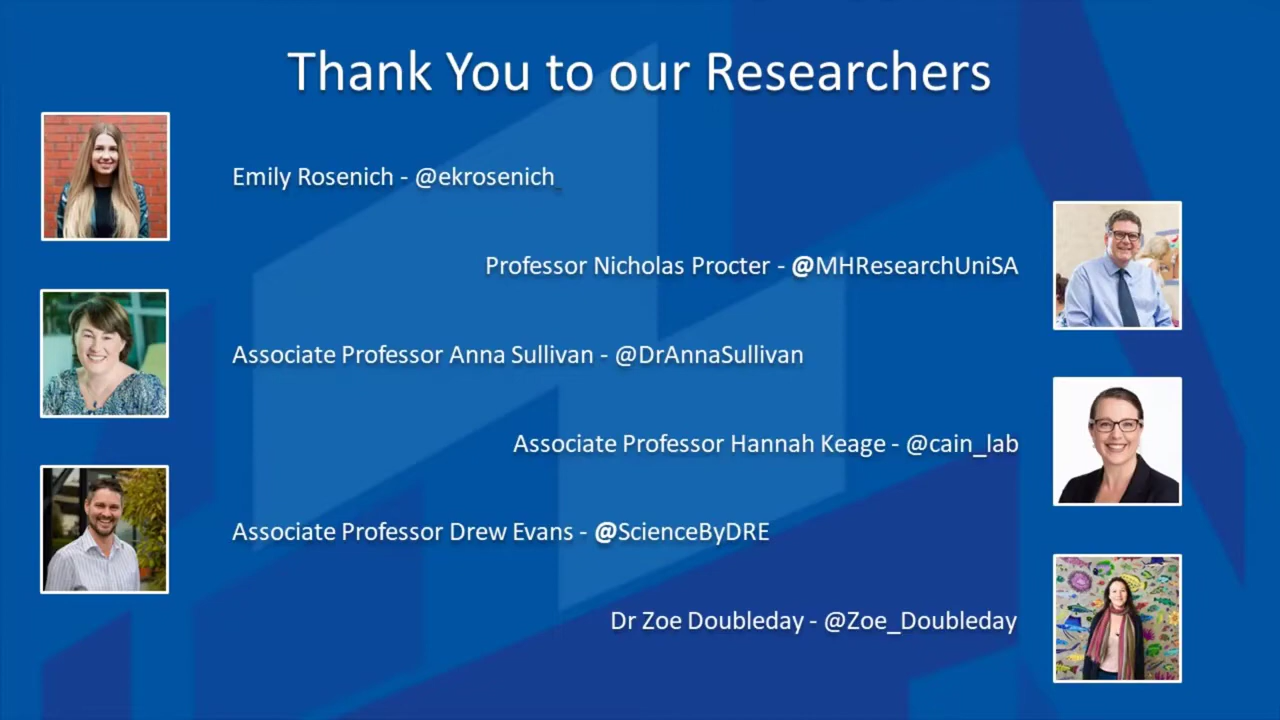 Thank You to our Researchers
Emily Rosenich - @ekrosenich_
Professor Nicholas Procter - @MHResearchUniSA
Associate Professor Anna Sullivan - @DrAnnaSullivan
Associate Professor Hannah Keage - @cain_lab
Associate Professor Drew Evans - @ScienceByDRE
Dr Zoe Doubleday - @Zoe_Doubleday